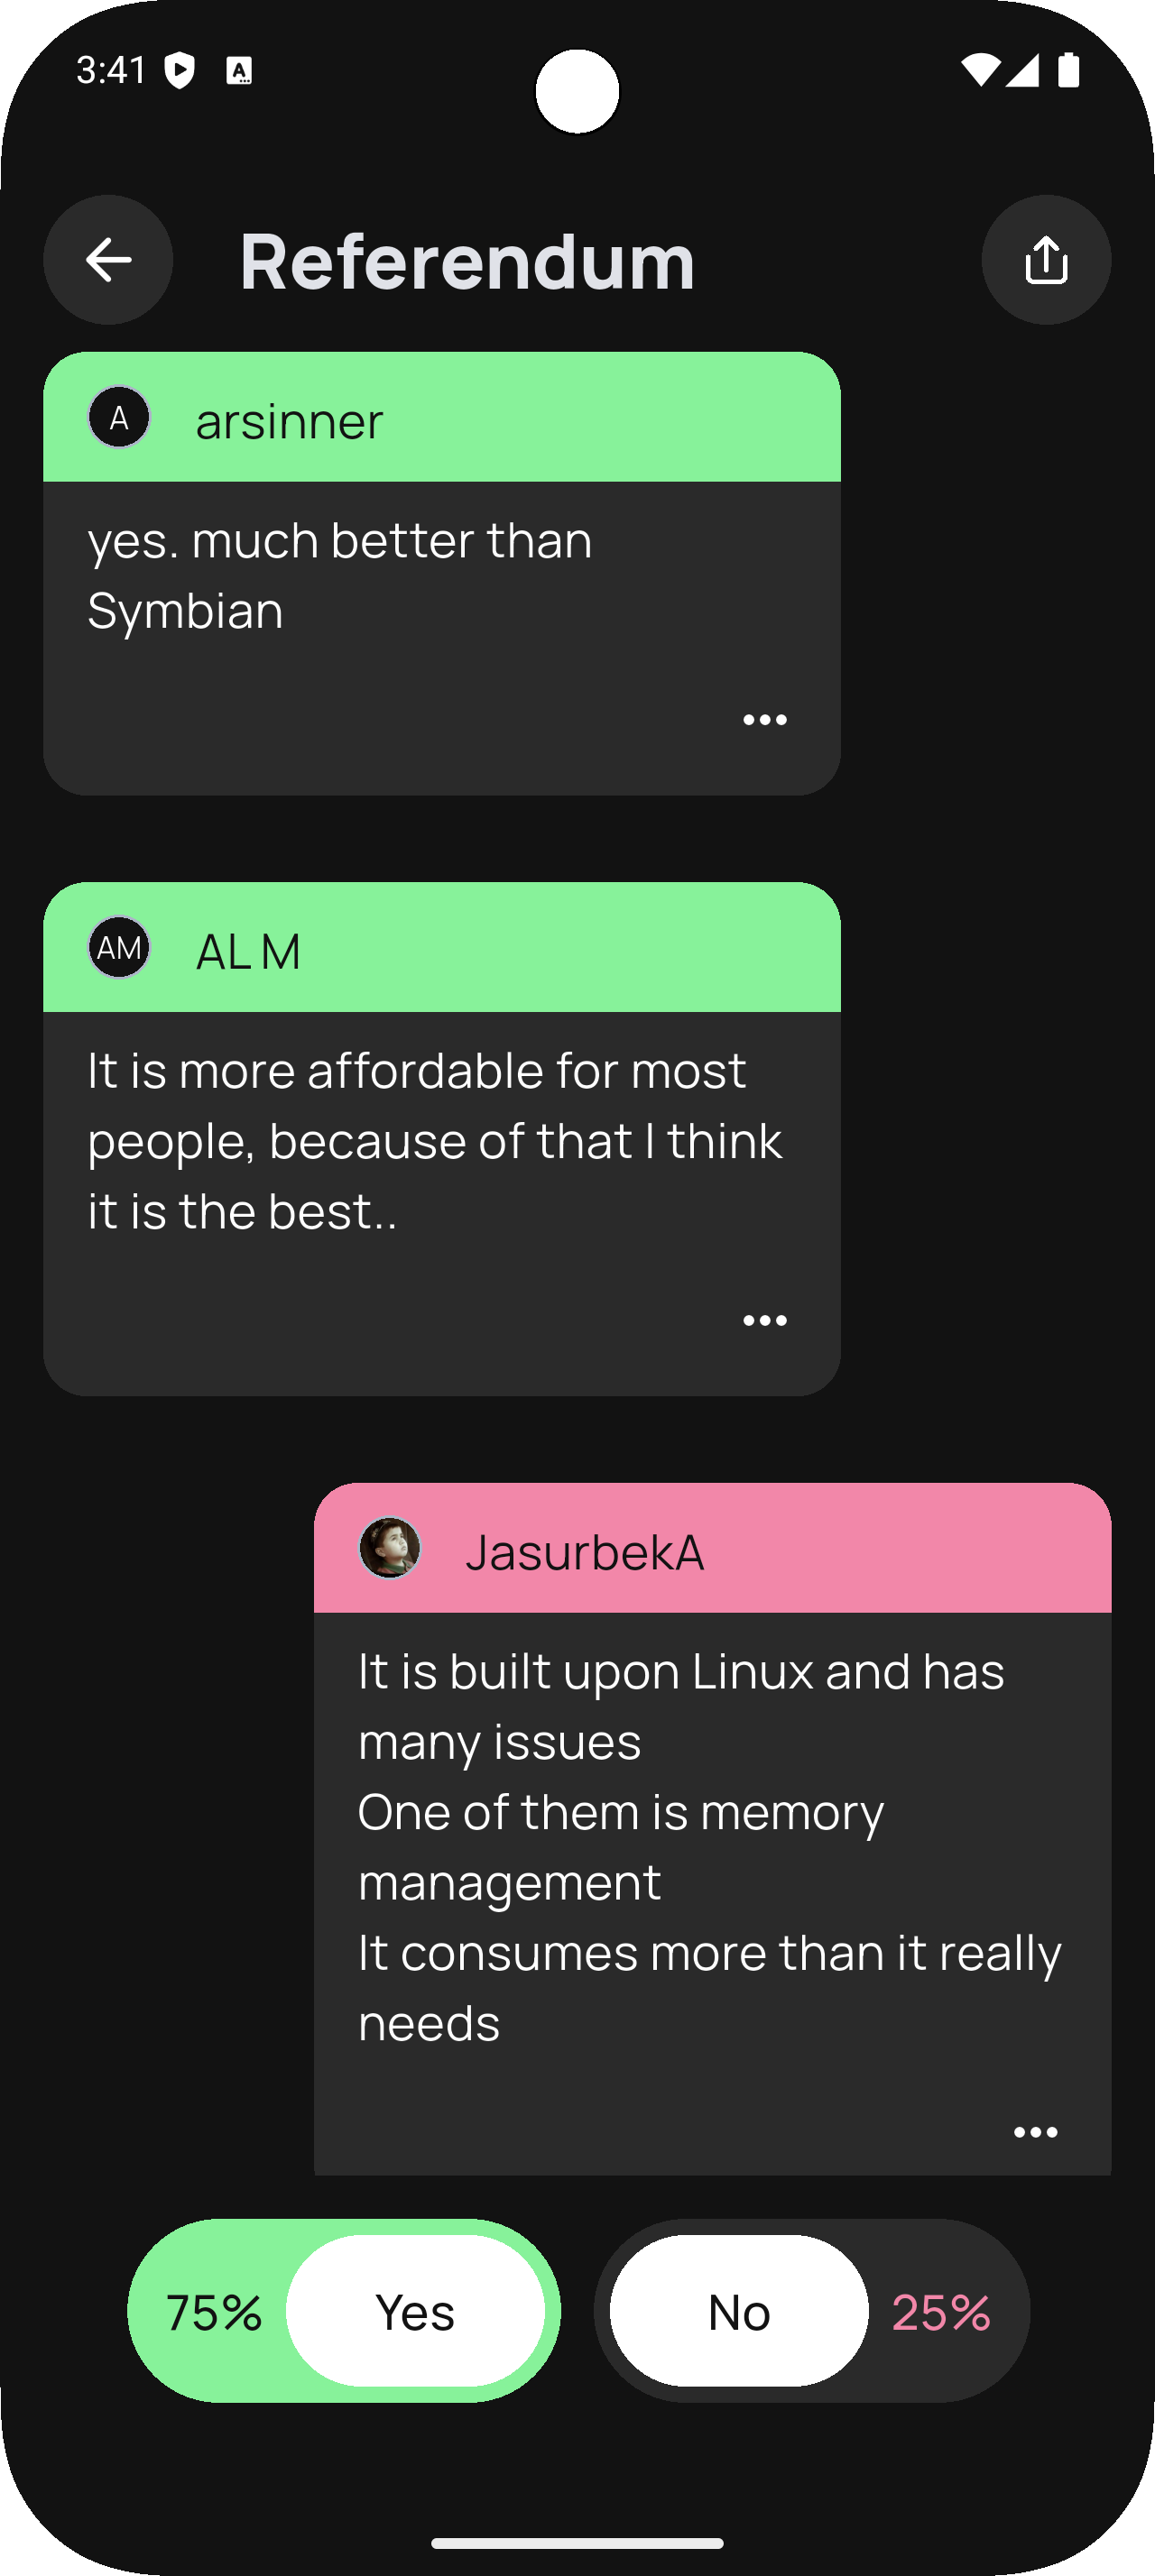 3:41
Referendum
A arsinner
yes. much better than
Symbian
AM AL M
It is more affordable for most
people, because of that I think
it is the best..
JasurbekA
It is built upon Linux and has
many issues
One of them is memory
management
It consumes more than it really
needs
75% Yes No 25%